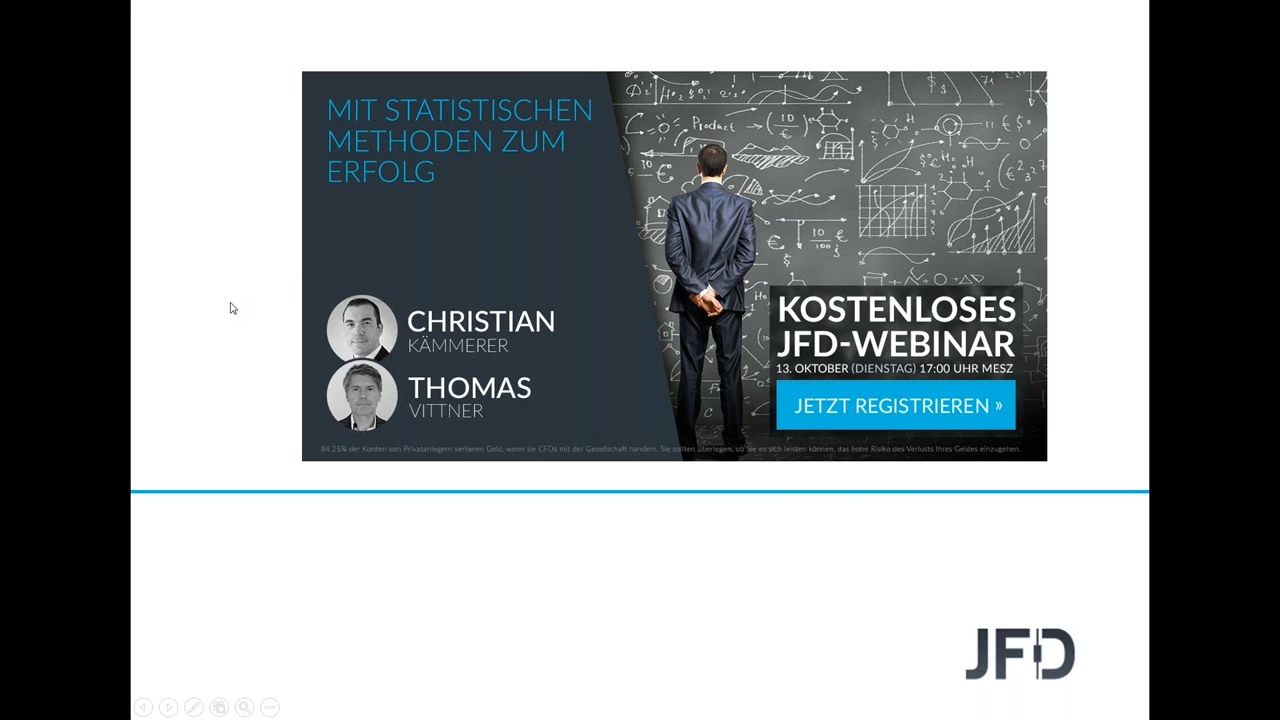 MIT STATISTISCHEN
METHODEN ZUM
ERFOLG
CHRISTIAN
KÄMMERER
THOMAS
VITTNER
Product
KOSTENLOSES
JFD-WEBINAR
13. OKTOBER (DIENSTAG) 17:00 UHR MESZ
JETZT REGISTRIEREN »
84.25% der Konten von Privatanlegern verlieren Geld, wenn sie CFDs mit der Gesellschaft handeln. Sie sollten überlegen, ob Sie es sich leisten können, das hohe Risiko des Verlusts Ihres Geldes einzugehen.
JFD